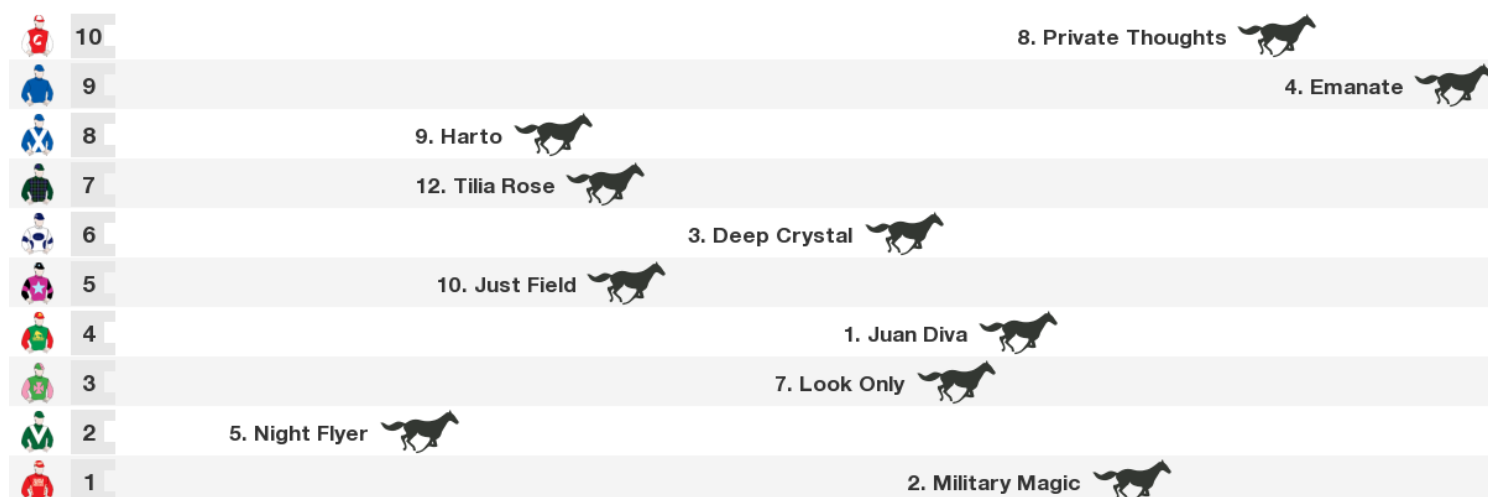 10 8. Private Thoughts
9 4. Emanate
8 9. Harto
7 12. Tilia Rose
6 3. Deep Crystal
5 10. Just Field
4 1. Juan Diva
3 7. Look Only
2 5. Night Flyer
1 2. Military Magic